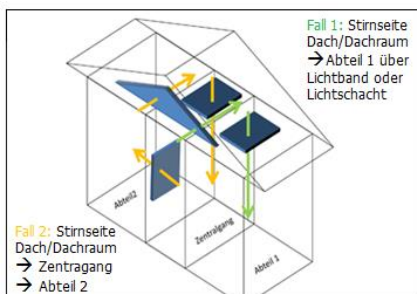 Fall 1: Stirnseite
Dach/Dachraum
→ Abteil 1 über
Lichtband oder
Lichtschacht
Abteil2
Zentralgang
Abteil 1
Fall 2: Stirnseite
Dach/Dachraum
→ Zentragang
→ Abteil 2